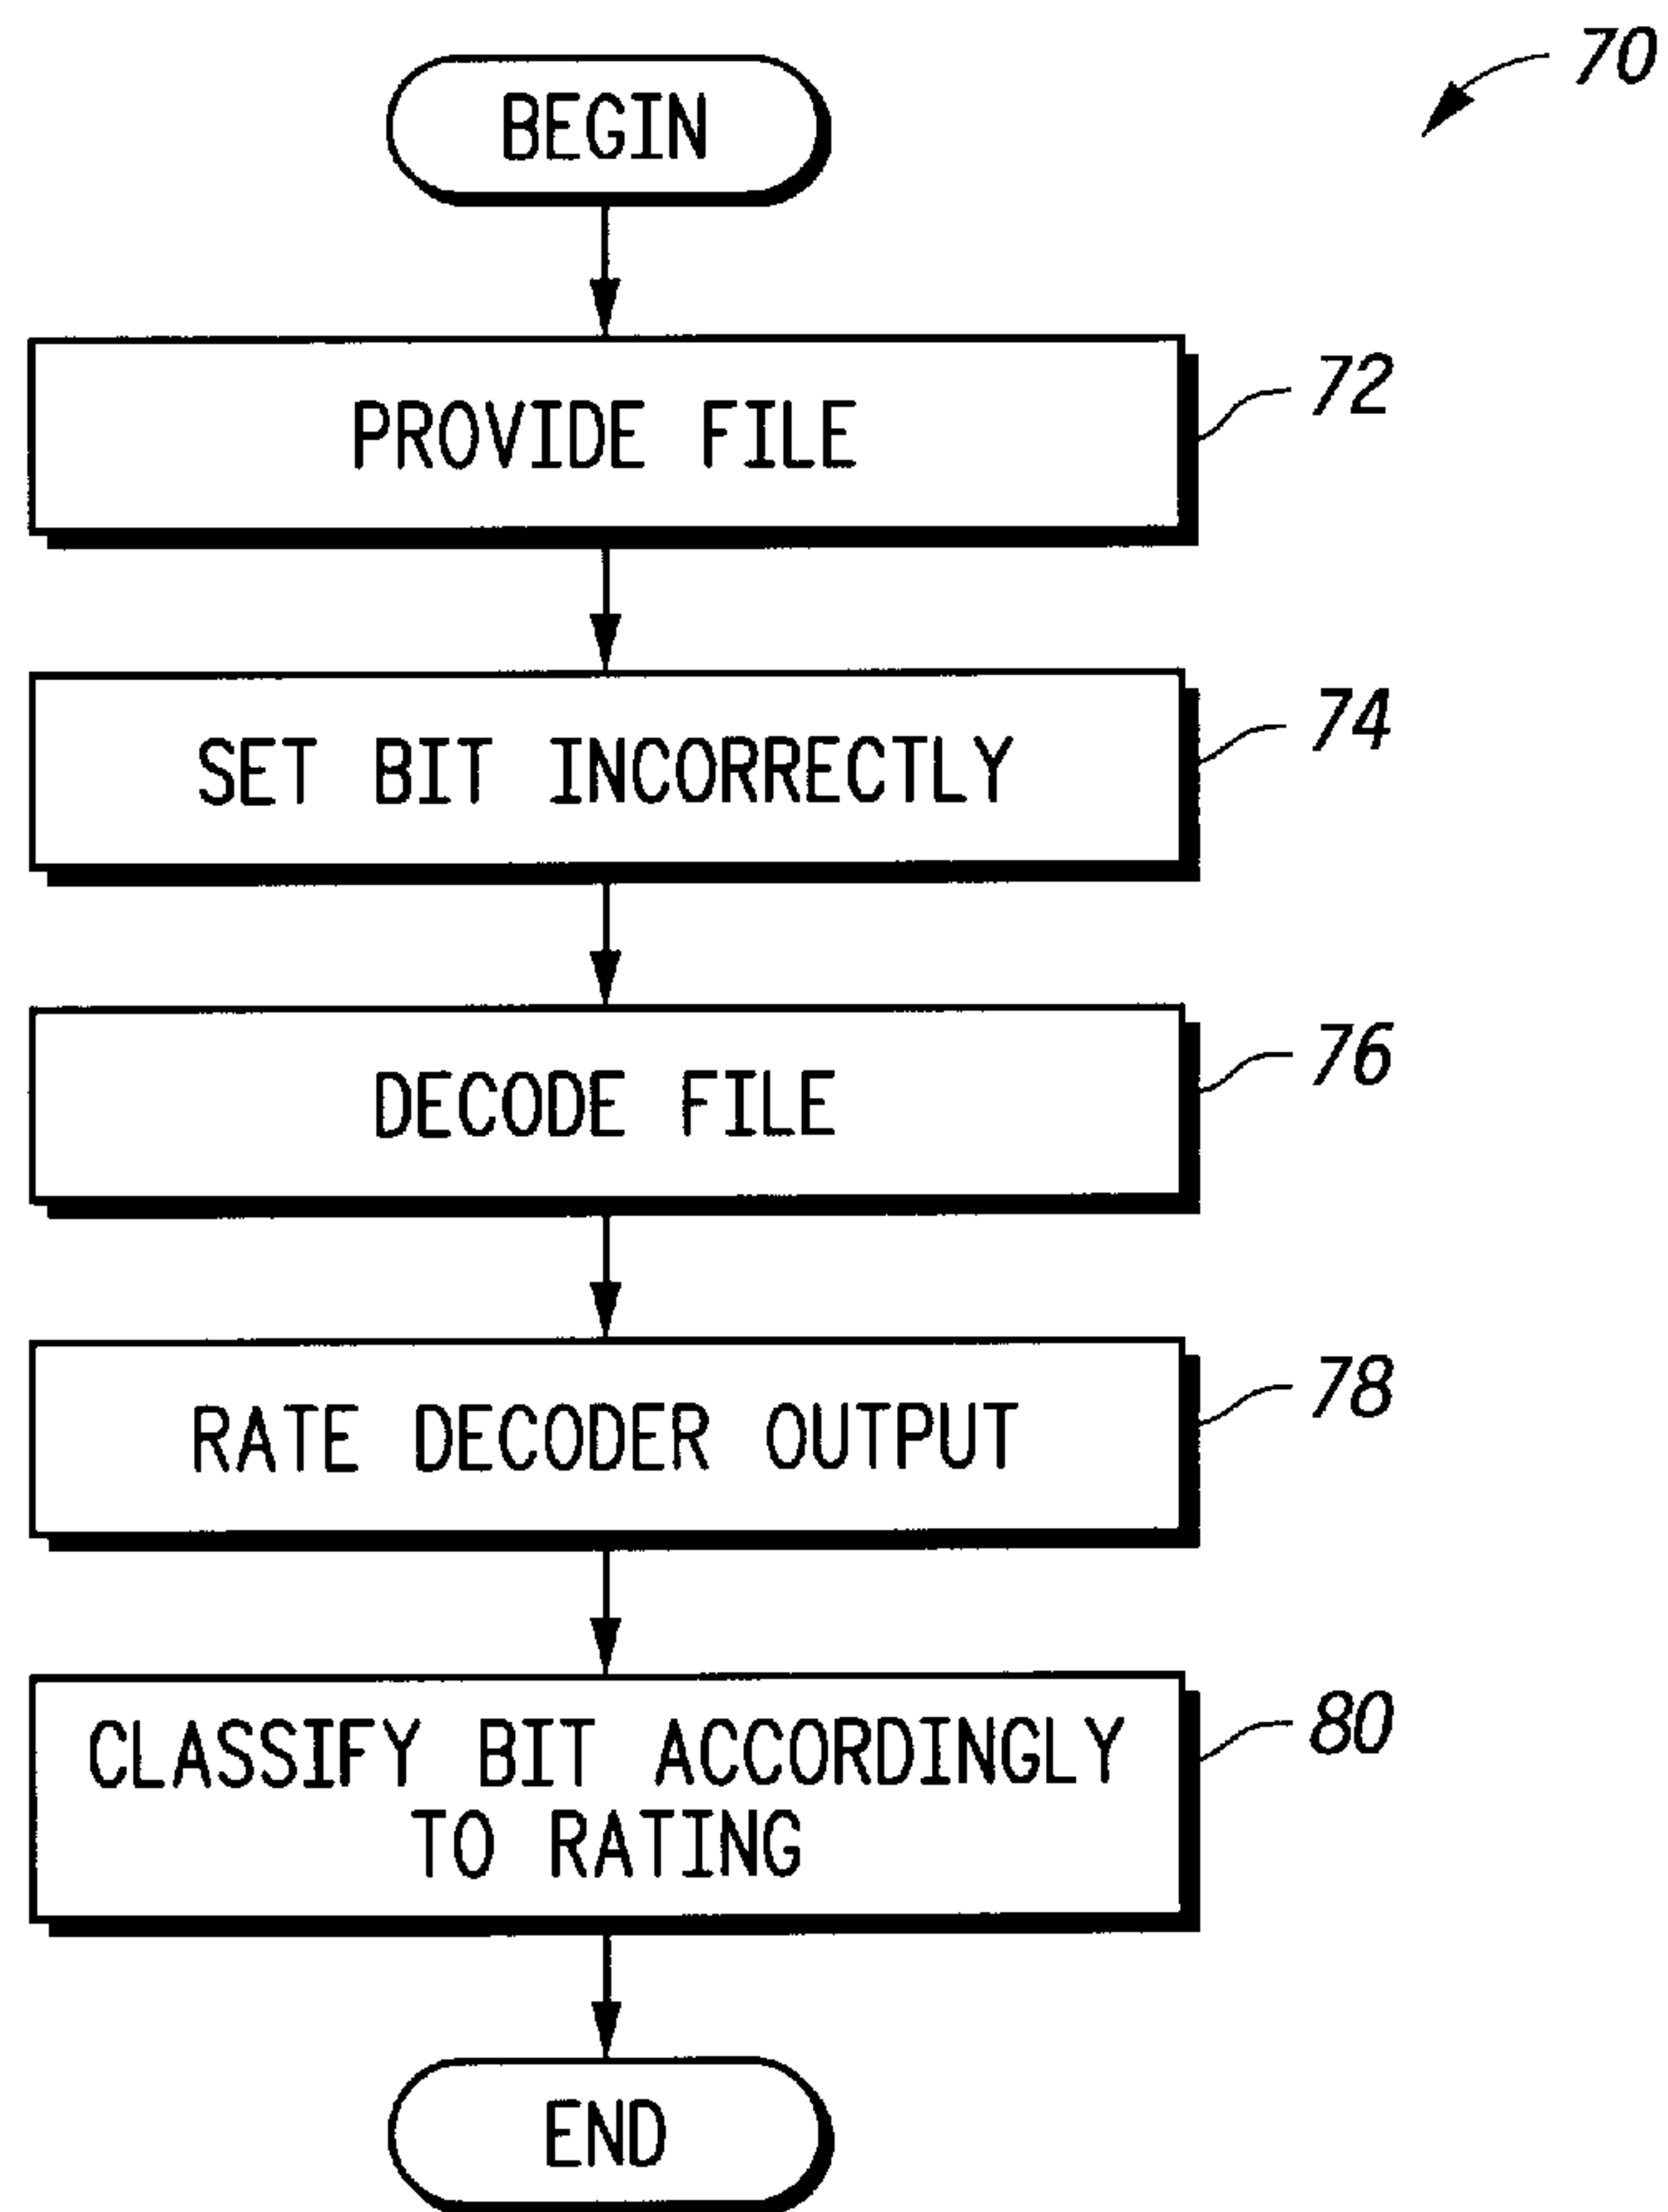 BEGIN
70
PROVIDE FILE
72
SET BIT INCORRECTLY
74
DECODE FILE
76
RATE DECODER OUTPUT
78
CLASSIFY BIT ACCORDINGLY
TO RATING
80
END